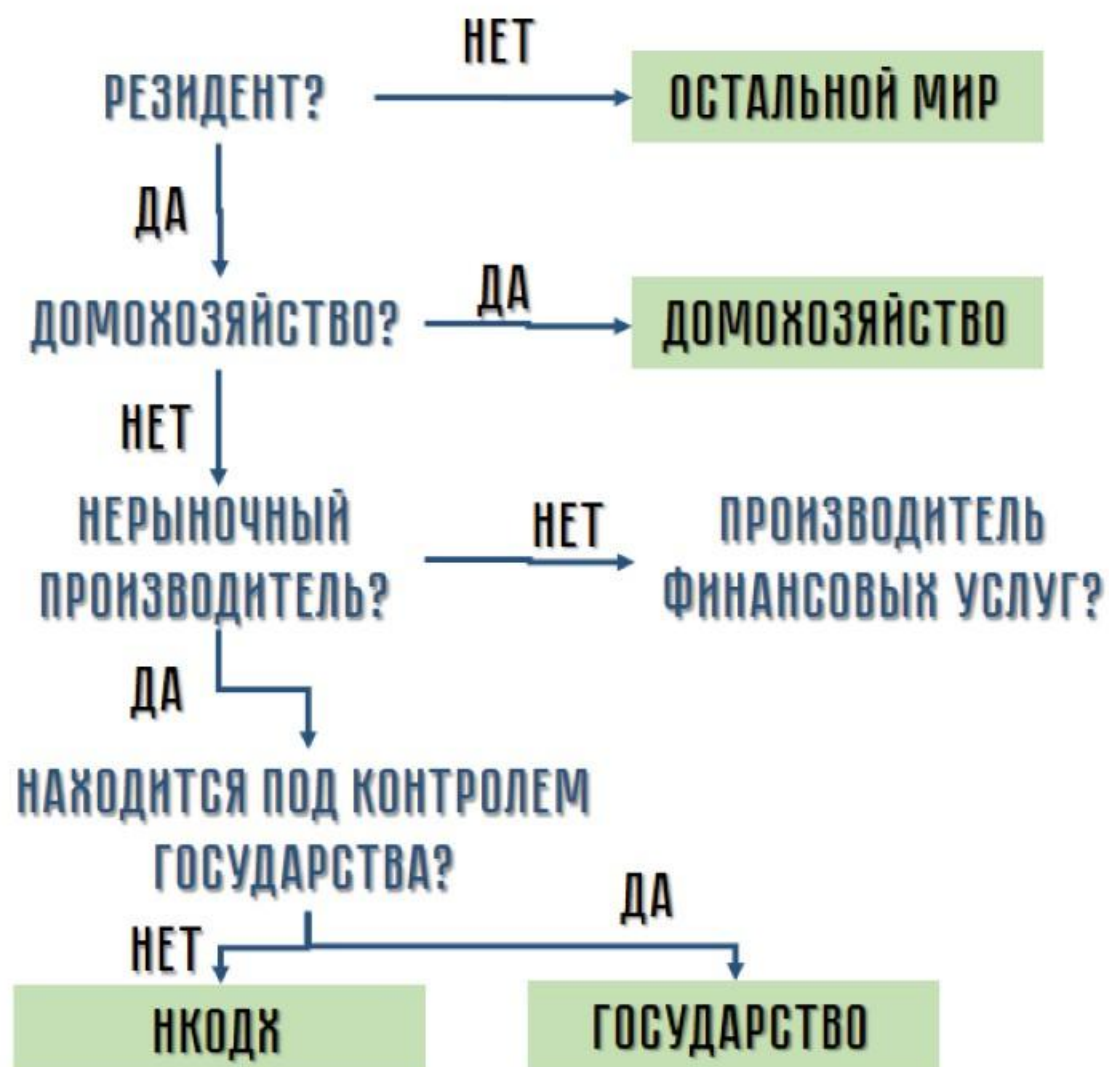 НЕТ
РЕЗИДЕНТ?
ОСТАЛЬНОЙ МИР
ДА
ДОМОХОЗЯЙСТВО?
ДА
ДОМОХОЗЯЙСТВО
НЕТ
НЕРЫНОЧНЫЙ
ПРОИЗВОДИТЕЛЬ?
НЕТ
ПРОИЗВОДИТЕЛЬ
ФИНАНСОВЫХ УСЛУГ?
ДА
НАХОДИТСЯ ПОД КОНТРОЛЕМ
ГОСУДАРСТВА?
НЕТ
ДА
НКОДХ
ГОСУДАРСТВО